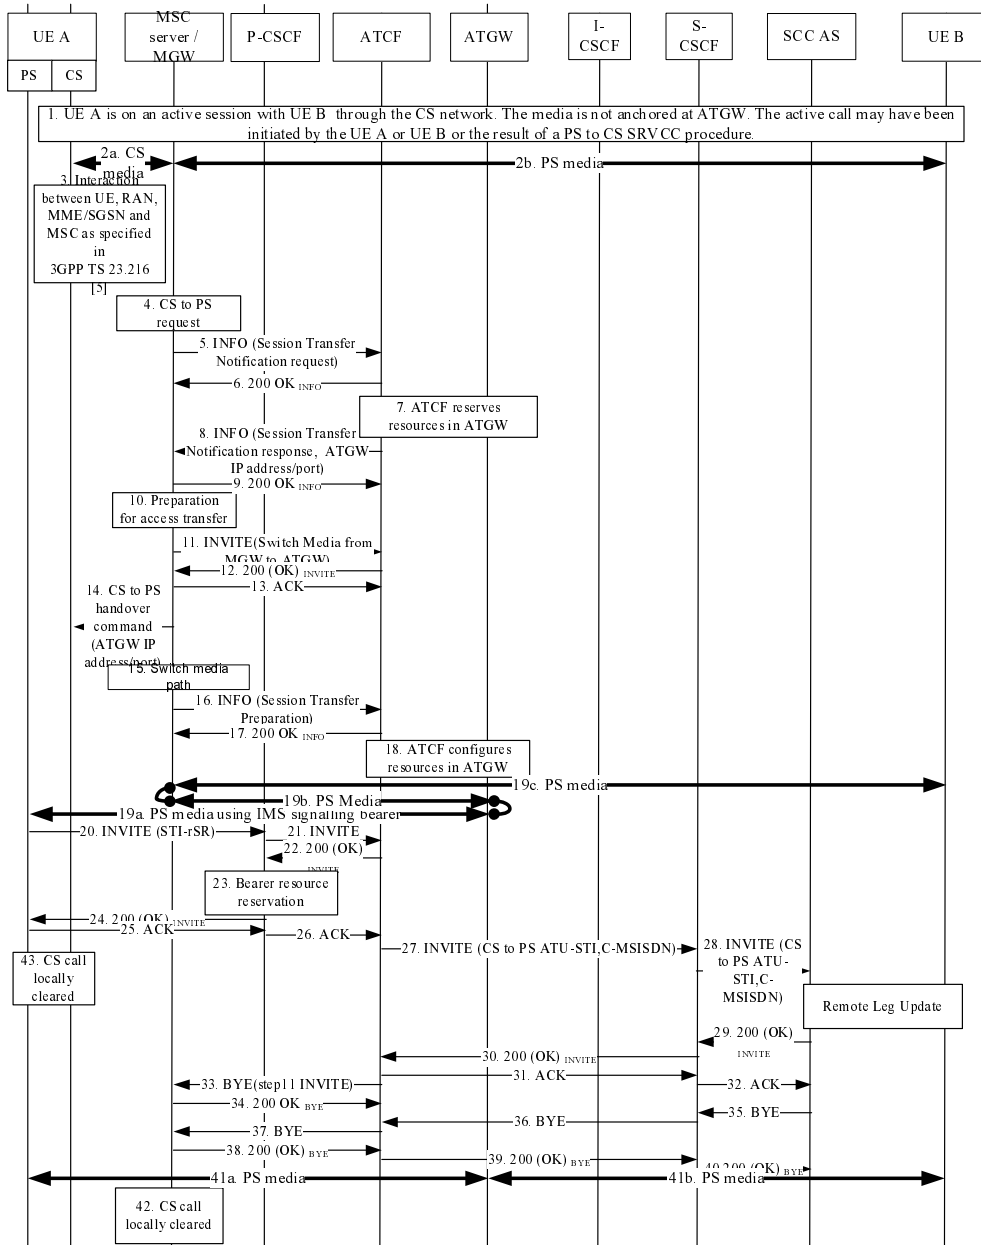 UE A
MSC
server /
MGW
P-CSCF
ATCF
ATGW
I-
CSCF
S-
CSCF
SCC AS
UE B
PS
CS
1. UE A is on an active session with UE B through the CS network. The media is not anchored at ATGW. The active call may have been
initiated by the UE A or UE B or the result of a PS to CS SRVCC procedure.
2a. CS
media
2b. PS media
3. Interaction
between UE, RAN,
MME/SGSN and
MSC as specified
in
3GPP TS 23.216
[5]
4. CS to PS
request
5. INFO (Session Transfer
Notification request)
6. 200 OK INFO
7. ATCF reserves
resources in ATGW
8. INFO (Session Transfer
Notification response, ATGW
IP address/port)
9. 200 OK INFO
10. Preparation
for access transfer
11. INVITE(Switch Media from
MGW to ATGW)
12. 200 (OK) INVITE
13. ACK
14. CS to PS
handover
command
(ATGW IP
address/port)
15. Switch media
path
16. INFO (Session Transfer
Preparation)
17. 200 OK INFO
18. ATCF configures
resources in ATGW
19c. PS media
19b. PS Media
19a. PS media using IMS signalling bearer
20. INVITE (STI-rSR)
21. INVITE
22. 200 (OK)
INVITE
23. Bearer resource
reservation
24. 200 (OK) INVITE
25. ACK
26. ACK
27. INVITE (CS to PS ATU-STI,C-MSISDN)
28. INVITE (CS
to PS ATU-
STI,C-
MSISDN)
43. CS call
locally
cleared
Remote Leg Update
29. 200 (OK)
INVITE
30. 200 (OK) INVITE
31. ACK
32. ACK
33. BYE(step11 INVITE)
34. 200 OK BYE
35. BYE
36. BYE
37. BYE
38. 200 (OK) BYE
39. 200 (OK) BYE
40.200 (OK) BYE
41a. PS media
41b. PS media
42. CS call
locally cleared